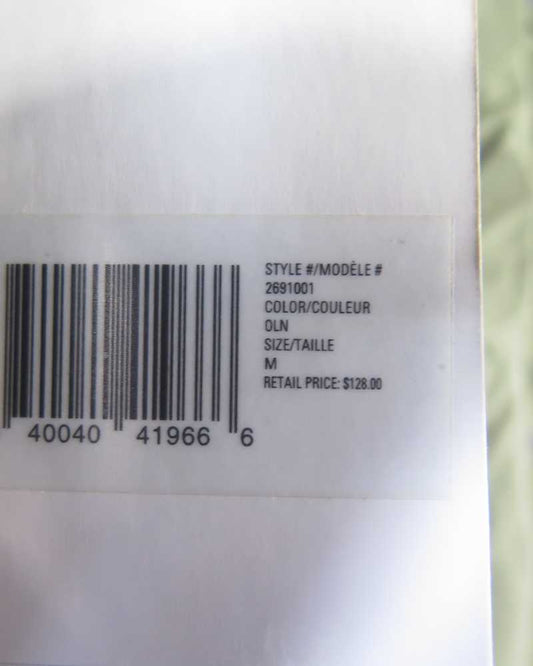 STYLE #/MODÈLE #
2691001
COLOR/COULEUR
OLN
SIZE/TAILLE
M
RETAIL PRICE: $128.00
40040 41966 6